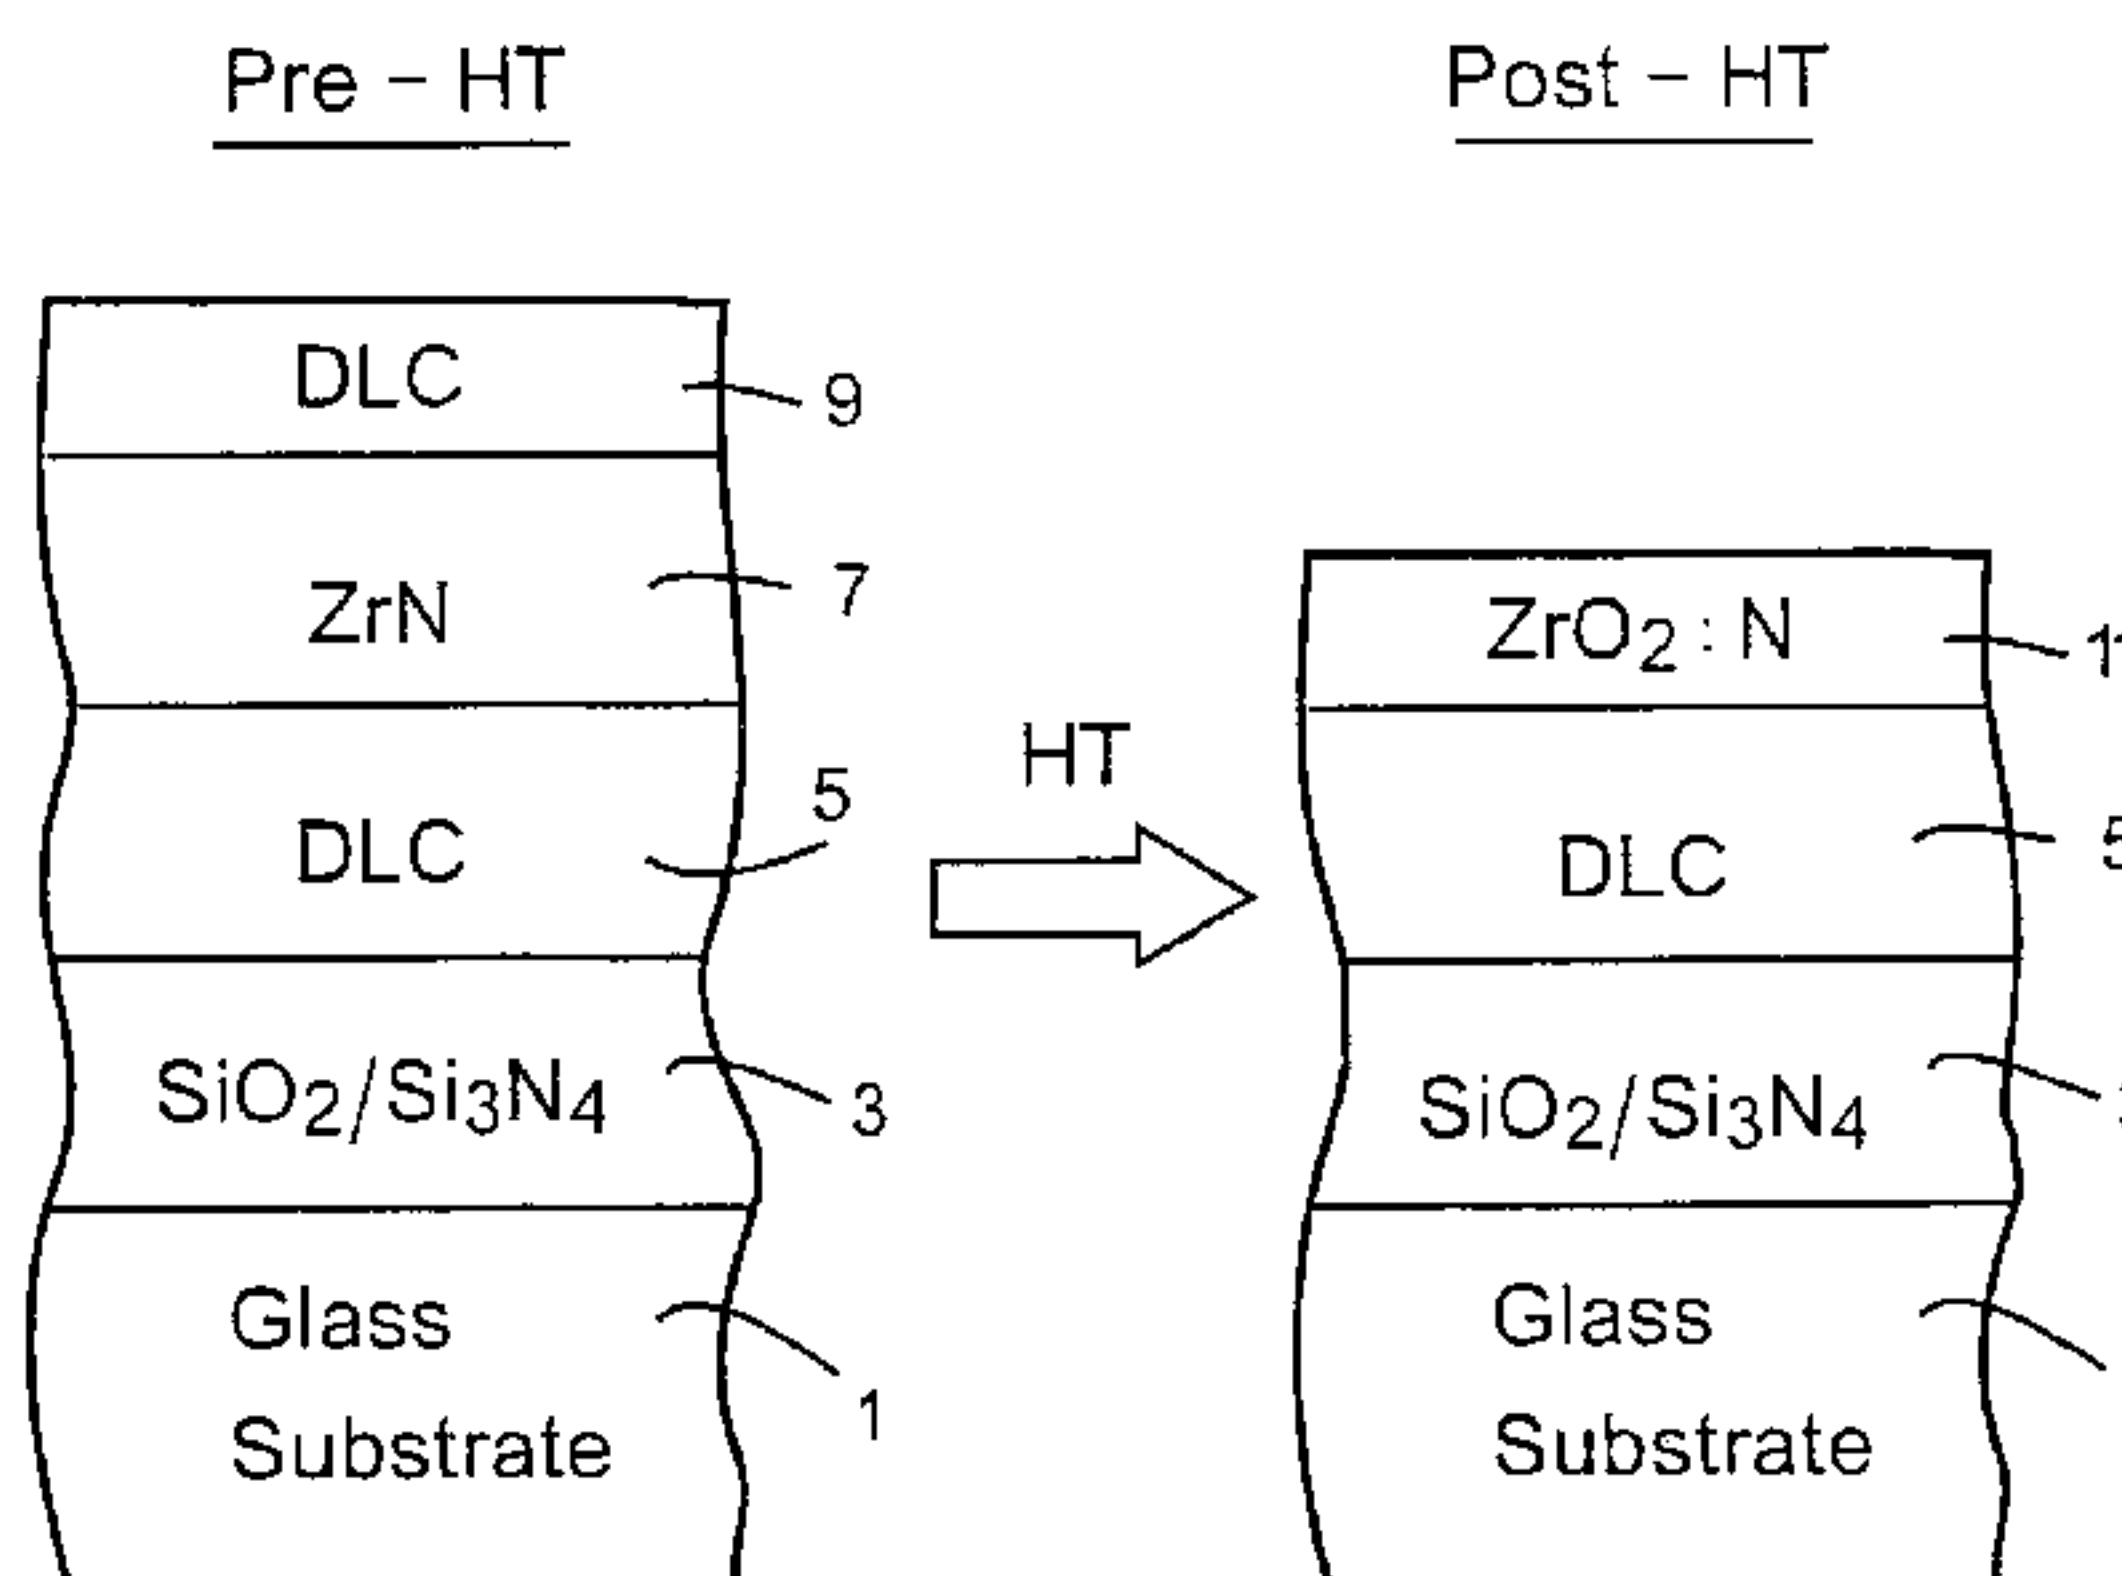 Pre – HT
Post – HT
DLC
9
ZrN
7
DLC
5
SiO2/Si3N4
3
Glass
Substrate
1
HT
ZrO2 : N
DLC
SiO2/Si3N4
Glass
Substrate